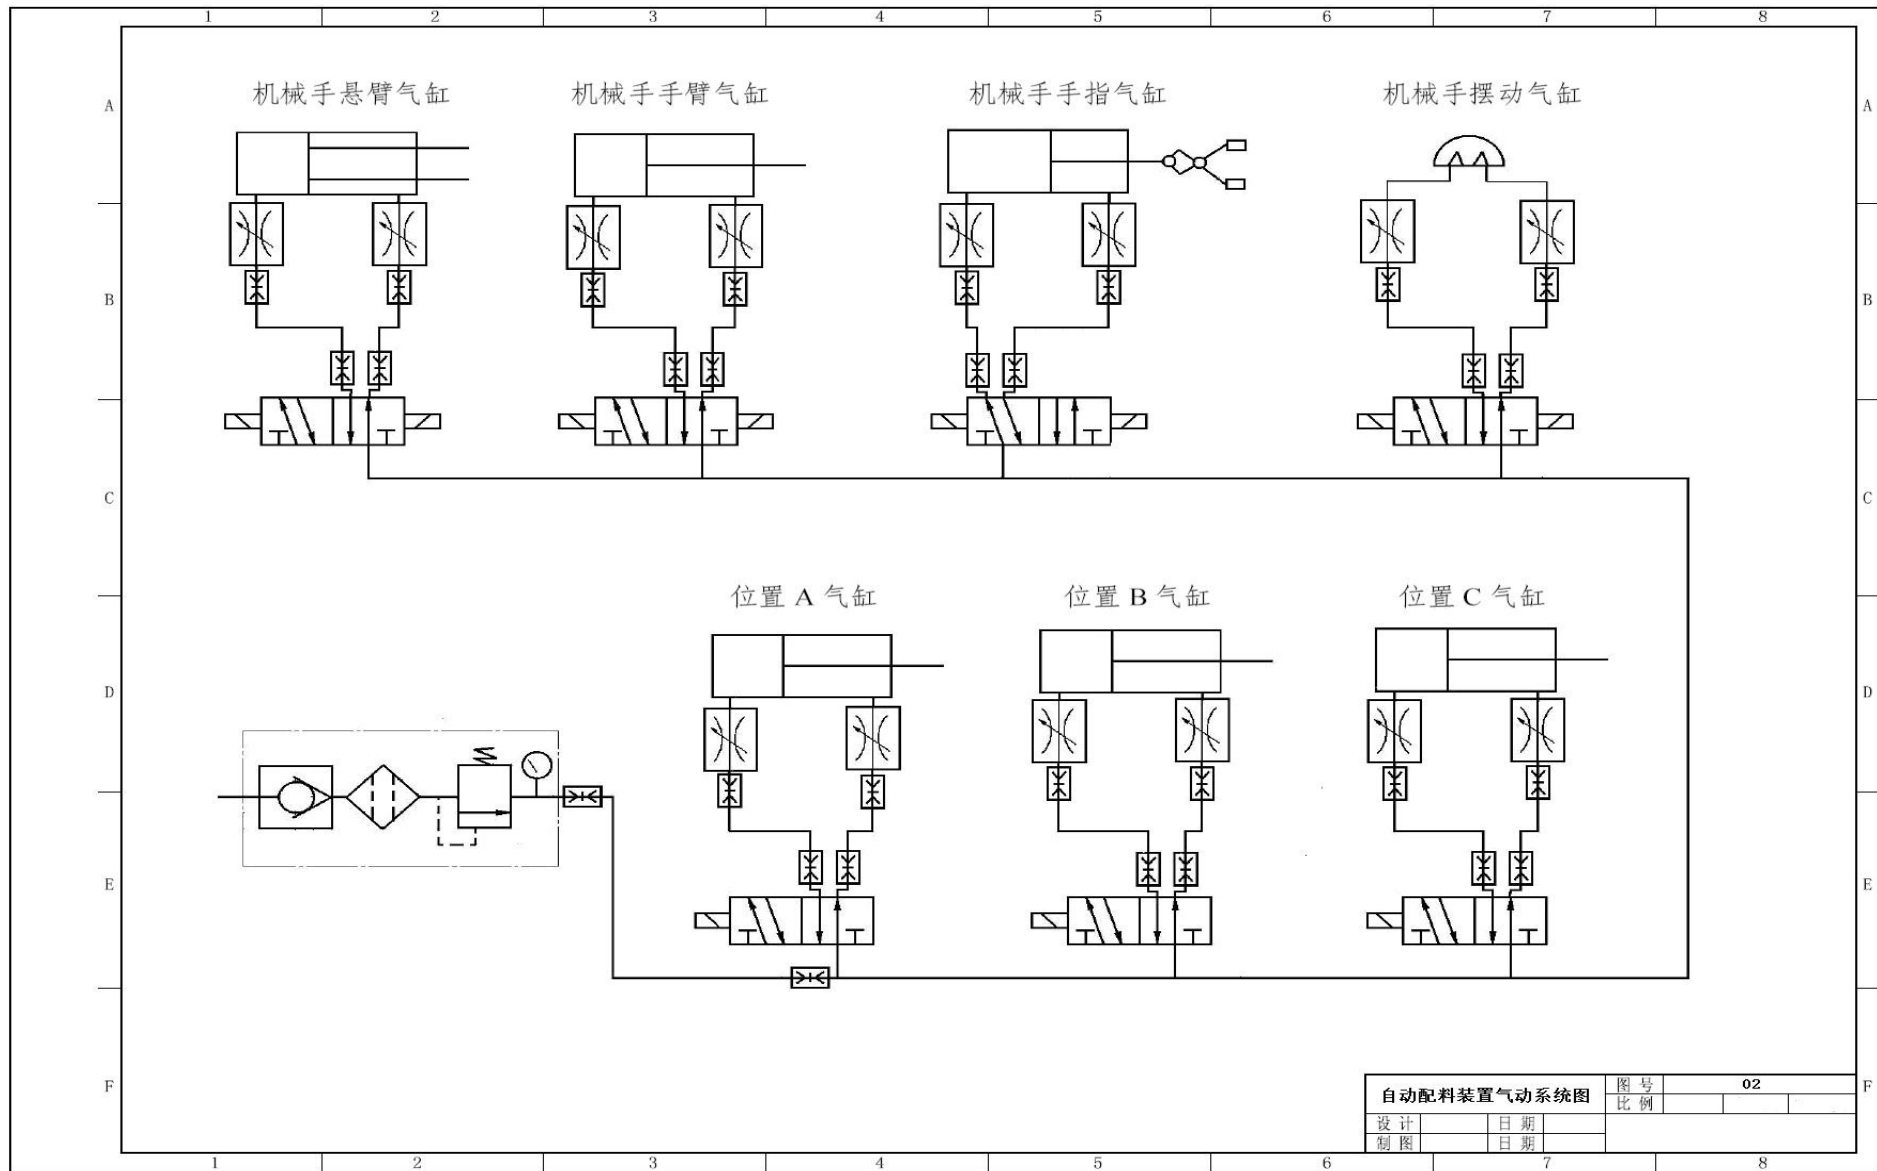 1 2 3 4 5 6 7 8
机械手悬臂气缸 机械手手臂气缸 机械手手指气缸 机械手摆动气缸
A A
B B
C C
位置 A 气缸 位置 B 气缸 位置 C 气缸
D D
E E
F F
自动配料装置气动系统图 图号 02
比例
设计 日期
制图 日期
1 2 3 4 5 6 7 8